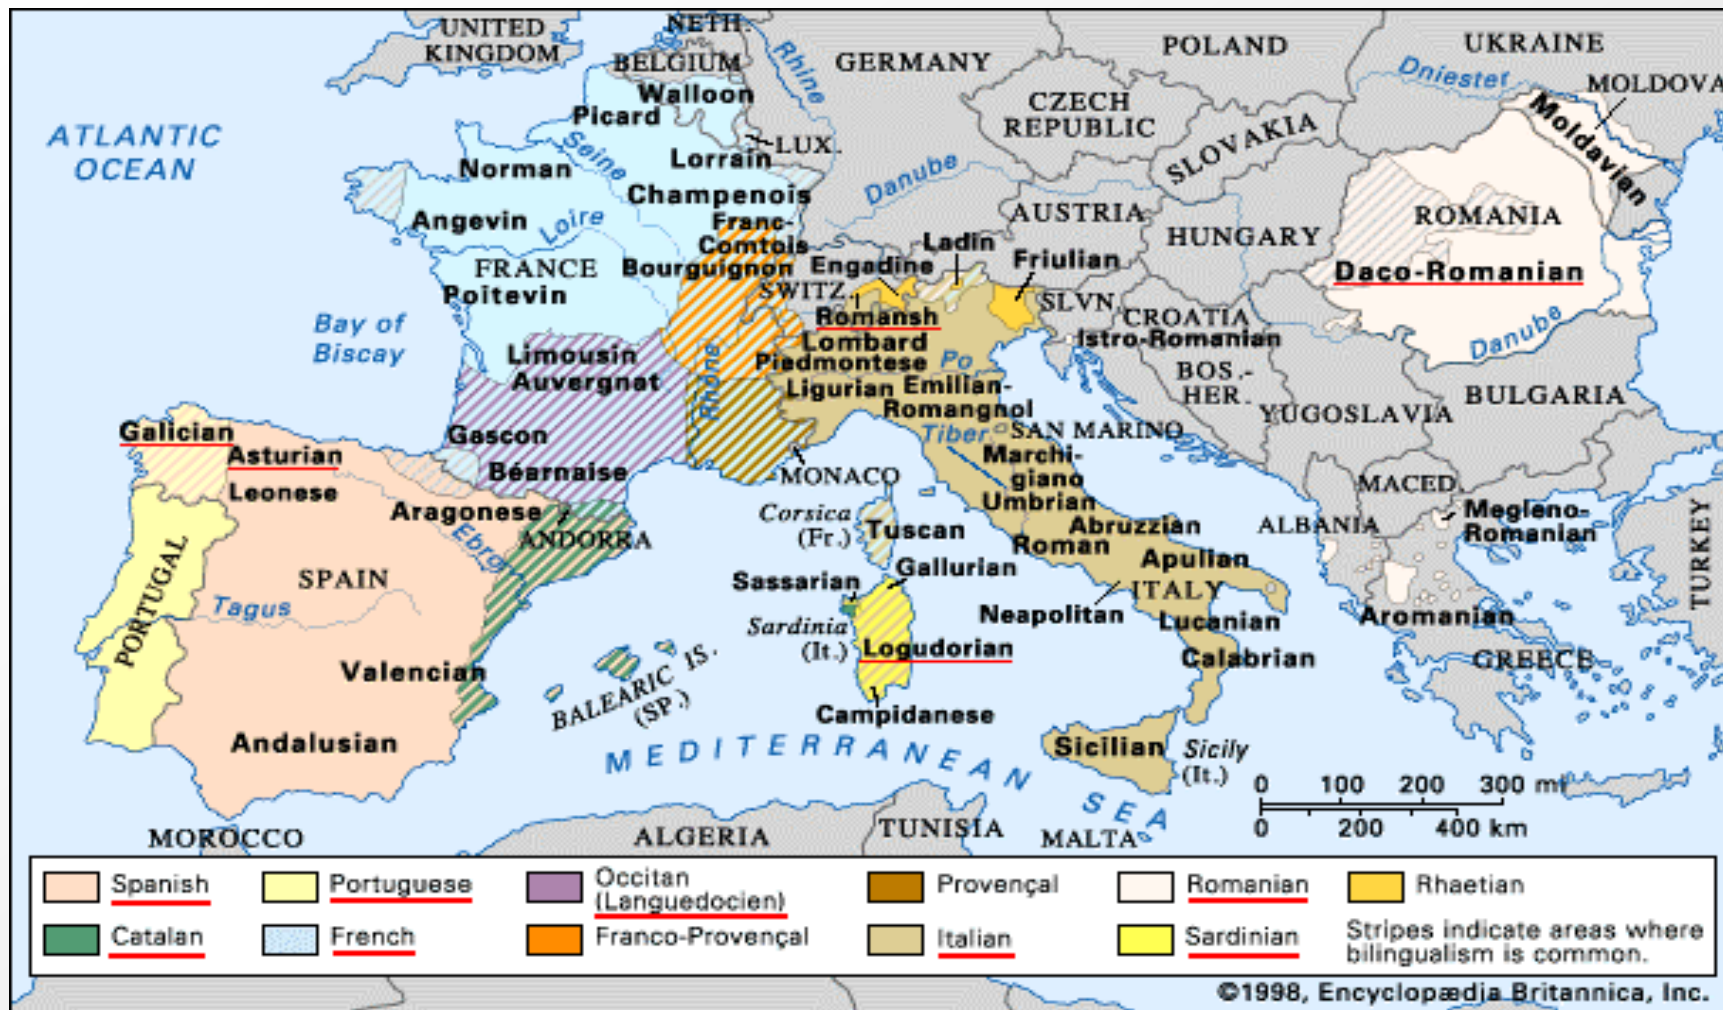 UNITED
KINGDOM
NETH.
BELGIUM
Walloon
Picard
Rhine
GERMANY
POLAND
UKRAINE
Dniester
MOLDOVA
Moldavian
CZECH
REPUBLIC
SLOVAKIA
ATLANTIC
OCEAN
LUX.
Lorrain
Seine
Norman
Champenois
Danube
Angevin
Loire
Franc-
Comtois
AUSTRIA
ROMANIA
HUNGARY
Ladin
Friulian
Engadine
FRANCE
Bourguignon
Poitevin
SWITZ.
Romansh
SLVN.
CROATIA
Istro-Romanian
Daco-Romanian
Danube
Bay of
Biscay
Lombard
Piedmontese
Po
Limousin
Auvergnat
Rhône
Ligurian
Emilian-
Romangnol
BOS.-
HER.
YUGOSLAVIA
BULGARIA
Galician
Asturian
Leonese
Gascon
Béarnaise
MONACO
Tiber
SAN MARINO
Marchi-
giano
Umbrian
MACED.
Megleno-
Romanian
ALBANIA
Aragonese
ANDORRA
Ebro
Corsica
(Fr.)
Tuscan
Abruzzian
Roman
Apulian
TURKEY
PORTUGAL
SPAIN
Tagus
Sassarian
Gallurian
ITALY
Neapolitan
Lucanian
Aromanian
Sardinia
(It.)
Logudorian
Calabrian
GREECE
Valencian
BALEARIC IS.
(SP.)
Campidanese
Andalusian
MEDITERRANEAN
SEA
Sicilian
Sicily
(It.)
0 100 200 300 mi
0 200 400 km
MOROCCO
ALGERIA
TUNISIA
MALTA
Spanish
Portuguese
Occitan
(Languedocien)
Provençal
Romanian
Rhaetian
Catalan
French
Franco-Provençal
Italian
Sardinian
Stripes indicate areas where
bilingualism is common.
©1998, Encyclopædia Britannica, Inc.